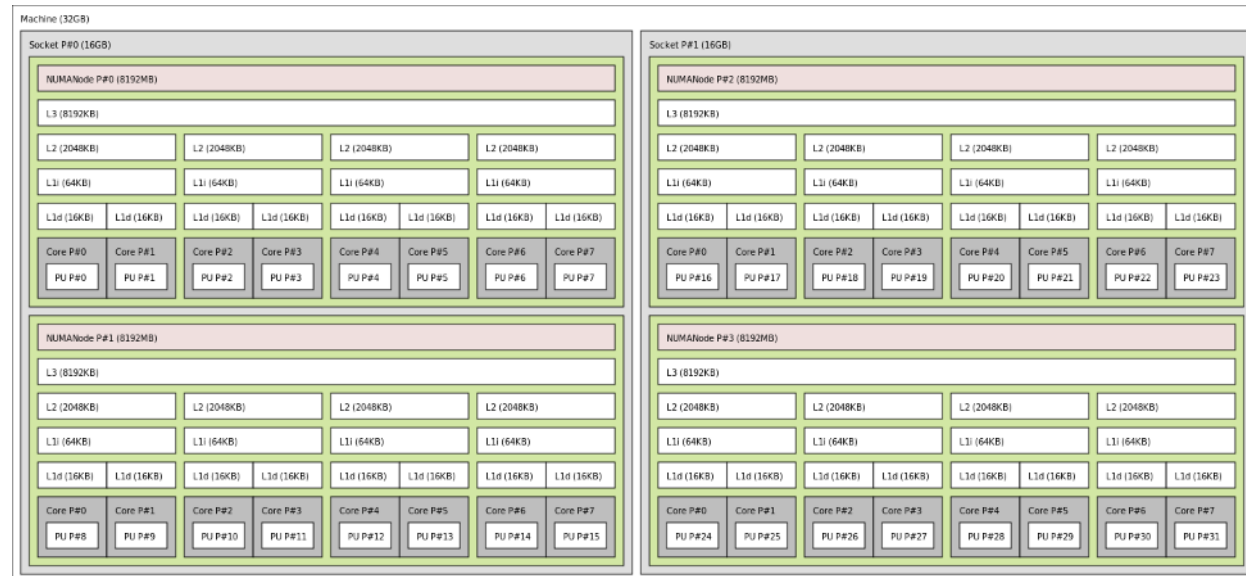 Machine (32GB)
Socket P#0 (16GB)
NUMANode P#0 (8192MB)
L3 (8192KB)
L2 (2048KB) L2 (2048KB) L2 (2048KB) L2 (2048KB)
L1i (64KB) L1i (64KB) L1i (64KB) L1i (64KB)
L1d (16KB) L1d (16KB) L1d (16KB) L1d (16KB) L1d (16KB) L1d (16KB) L1d (16KB) L1d (16KB)
Core P#0 Core P#1 Core P#2 Core P#3 Core P#4 Core P#5 Core P#6 Core P#7
PU P#0 PU P#1 PU P#2 PU P#3 PU P#4 PU P#5 PU P#6 PU P#7
NUMANode P#1 (8192MB)
L3 (8192KB)
L2 (2048KB) L2 (2048KB) L2 (2048KB) L2 (2048KB)
L1i (64KB) L1i (64KB) L1i (64KB) L1i (64KB)
L1d (16KB) L1d (16KB) L1d (16KB) L1d (16KB) L1d (16KB) L1d (16KB) L1d (16KB) L1d (16KB)
Core P#0 Core P#1 Core P#2 Core P#3 Core P#4 Core P#5 Core P#6 Core P#7
PU P#8 PU P#9 PU P#10 PU P#11 PU P#12 PU P#13 PU P#14 PU P#15
Socket P#1 (16GB)
NUMANode P#2 (8192MB)
L3 (8192KB)
L2 (2048KB) L2 (2048KB) L2 (2048KB) L2 (2048KB)
L1i (64KB) L1i (64KB) L1i (64KB) L1i (64KB)
L1d (16KB) L1d (16KB) L1d (16KB) L1d (16KB) L1d (16KB) L1d (16KB) L1d (16KB) L1d (16KB)
Core P#0 Core P#1 Core P#2 Core P#3 Core P#4 Core P#5 Core P#6 Core P#7
PU P#16 PU P#17 PU P#18 PU P#19 PU P#20 PU P#21 PU P#22 PU P#23
NUMANode P#3 (8192MB)
L3 (8192KB)
L2 (2048KB) L2 (2048KB) L2 (2048KB) L2 (2048KB)
L1i (64KB) L1i (64KB) L1i (64KB) L1i (64KB)
L1d (16KB) L1d (16KB) L1d (16KB) L1d (16KB) L1d (16KB) L1d (16KB) L1d (16KB) L1d (16KB)
Core P#0 Core P#1 Core P#2 Core P#3 Core P#4 Core P#5 Core P#6 Core P#7
PU P#24 PU P#25 PU P#26 PU P#27 PU P#28 PU P#29 PU P#30 PU P#31